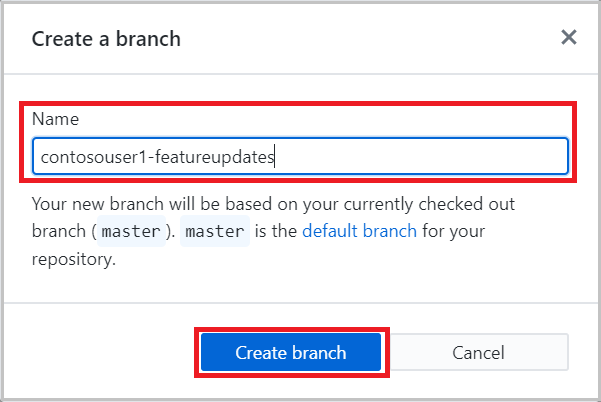 Create a branch
Name
contosouser1-featureupdates
Your new branch will be based on your currently checked out
branch (master). master is the default branch for your
repository.
Create branch
Cancel